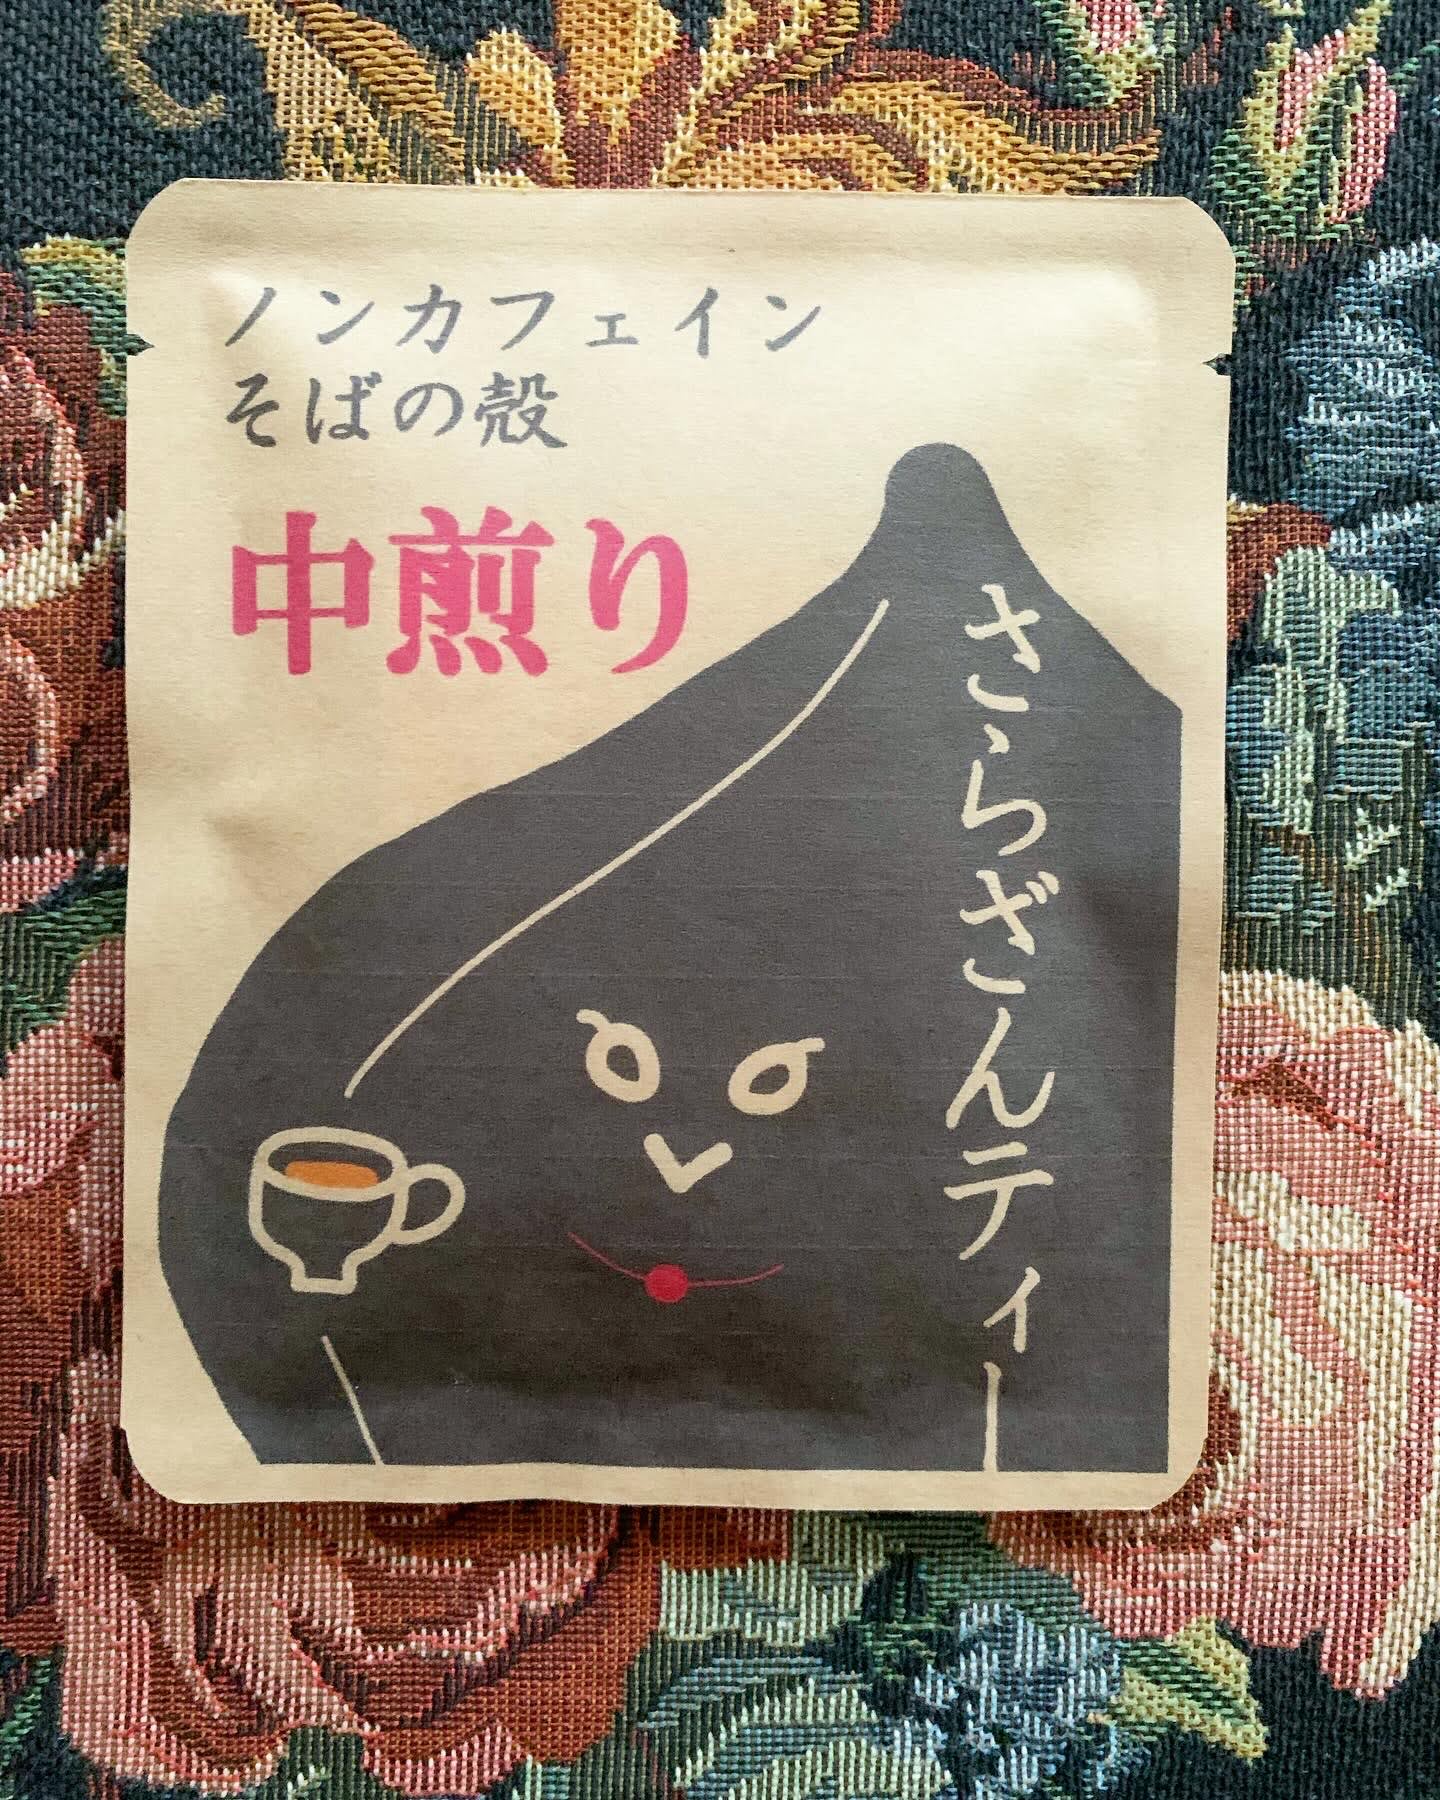 ノンカフェイン
そばの殻
中煎り
さらざんティー